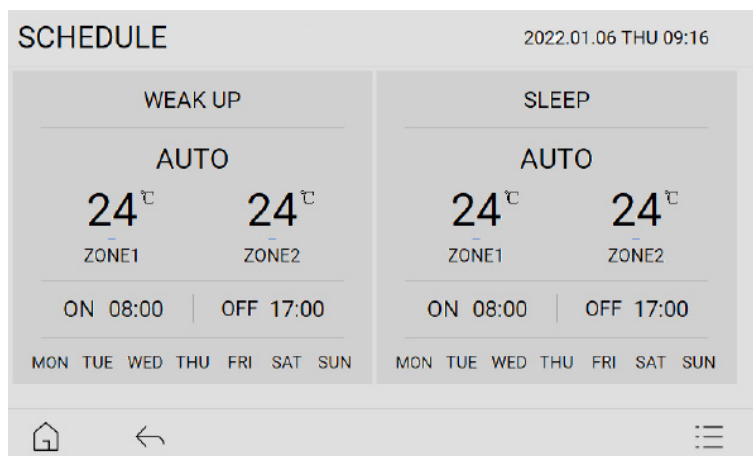 SCHEDULE 2022.01.06 THU 09:16
WEAK UP
AUTO
24℃ 24℃
ZONE1 ZONE2
ON 08:00 OFF 17:00
MON TUE WED THU FRI SAT SUN
SLEEP
AUTO
24℃ 24℃
ZONE1 ZONE2
ON 08:00 OFF 17:00
MON TUE WED THU FRI SAT SUN